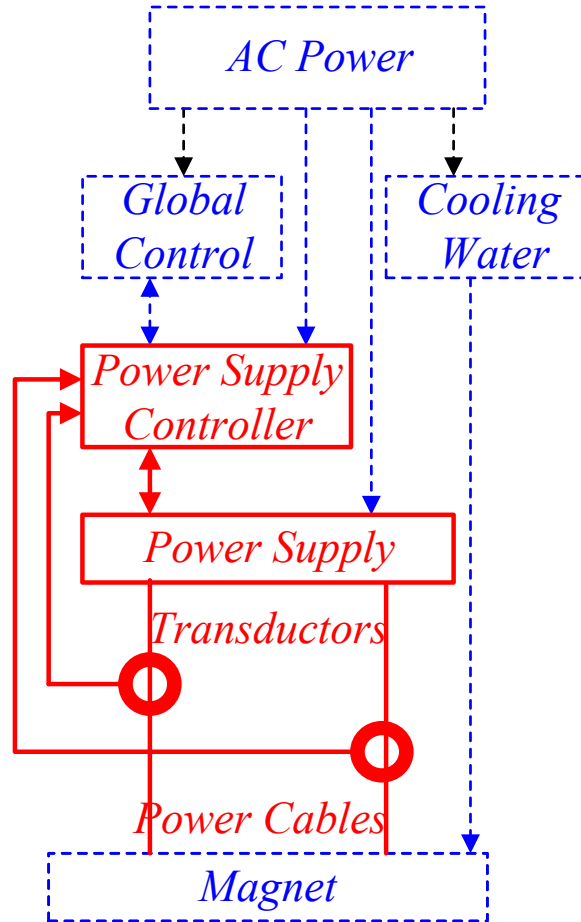 AC Power
Global
Control
Cooling
Water
Power Supply
Controller
Power Supply
Transductors
Power Cables
Magnet